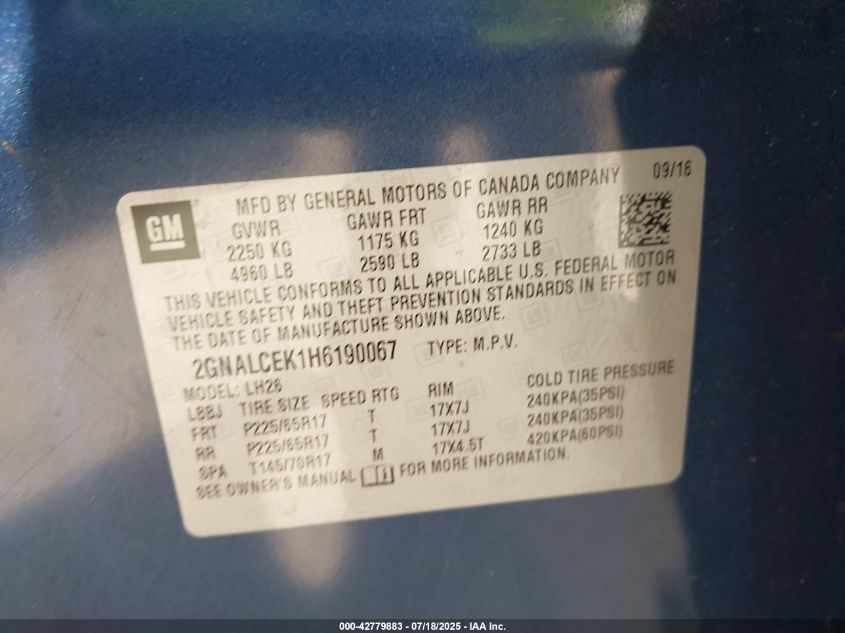 GM
MFD BY GENERAL MOTORS OF CANADA COMPANY 09/16
GVWR GAWR FRT GAWR RR
2250 KG 1175 KG 1240 KG
4960 LB 2590 LB 2733 LB
THIS VEHICLE CONFORMS TO ALL APPLICABLE U.S. FEDERAL MOTOR
VEHICLE SAFETY AND THEFT PREVENTION STANDARDS IN EFFECT ON
THE DATE OF MANUFACTURE SHOWN ABOVE.
2GNALCEK1H6190067 TYPE: M.P.V.
MODEL: LH26
LBBJ TIRE SIZE SPEED RTG RIM COLD TIRE PRESSURE
FRT P225/65R17 T 17X7J 240KPA(35PSI)
RR P225/65R17 T 17X7J 240KPA(35PSI)
SPA T145/70R17 M 17X4.5T 420KPA(60PSI)
SEE OWNER'S MANUAL FOR MORE INFORMATION.
000-42779883 - 07/18/2025 - IAA Inc.